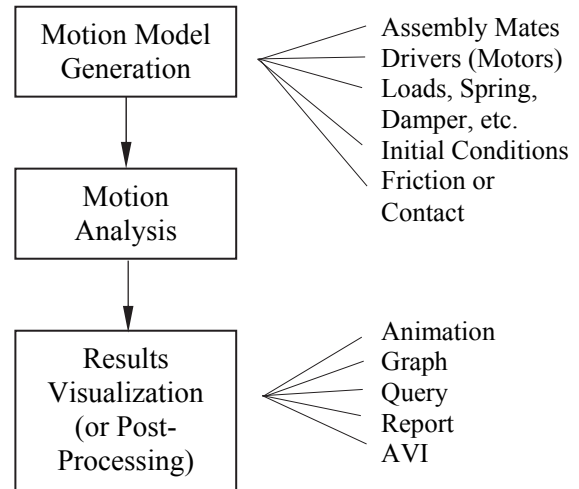 Motion Model
Generation
Assembly Mates
Drivers (Motors)
Loads, Spring,
Damper, etc.
Initial Conditions
Friction or
Contact
Motion
Analysis
Results
Visualization
(or Post-
Processing)
Animation
Graph
Query
Report
AVI